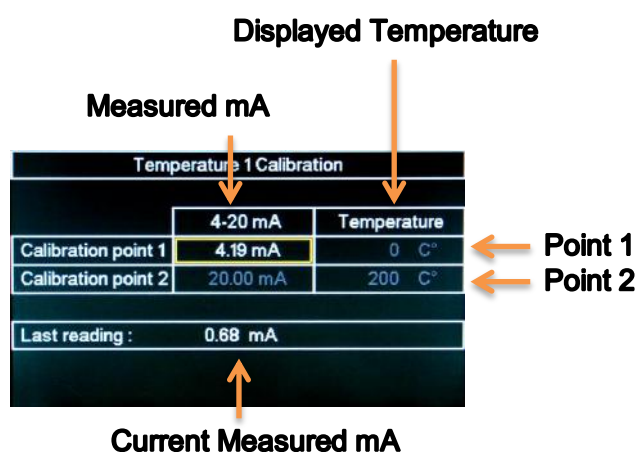 Displayed Temperature
Measured mA
Temperature 1 Calibration
4-20 mA Temperature
Calibration point 1 4.19 mA 0 C° Point 1
Calibration point 2 20.00 mA 200 C° Point 2
Last reading : 0.68 mA
Current Measured mA